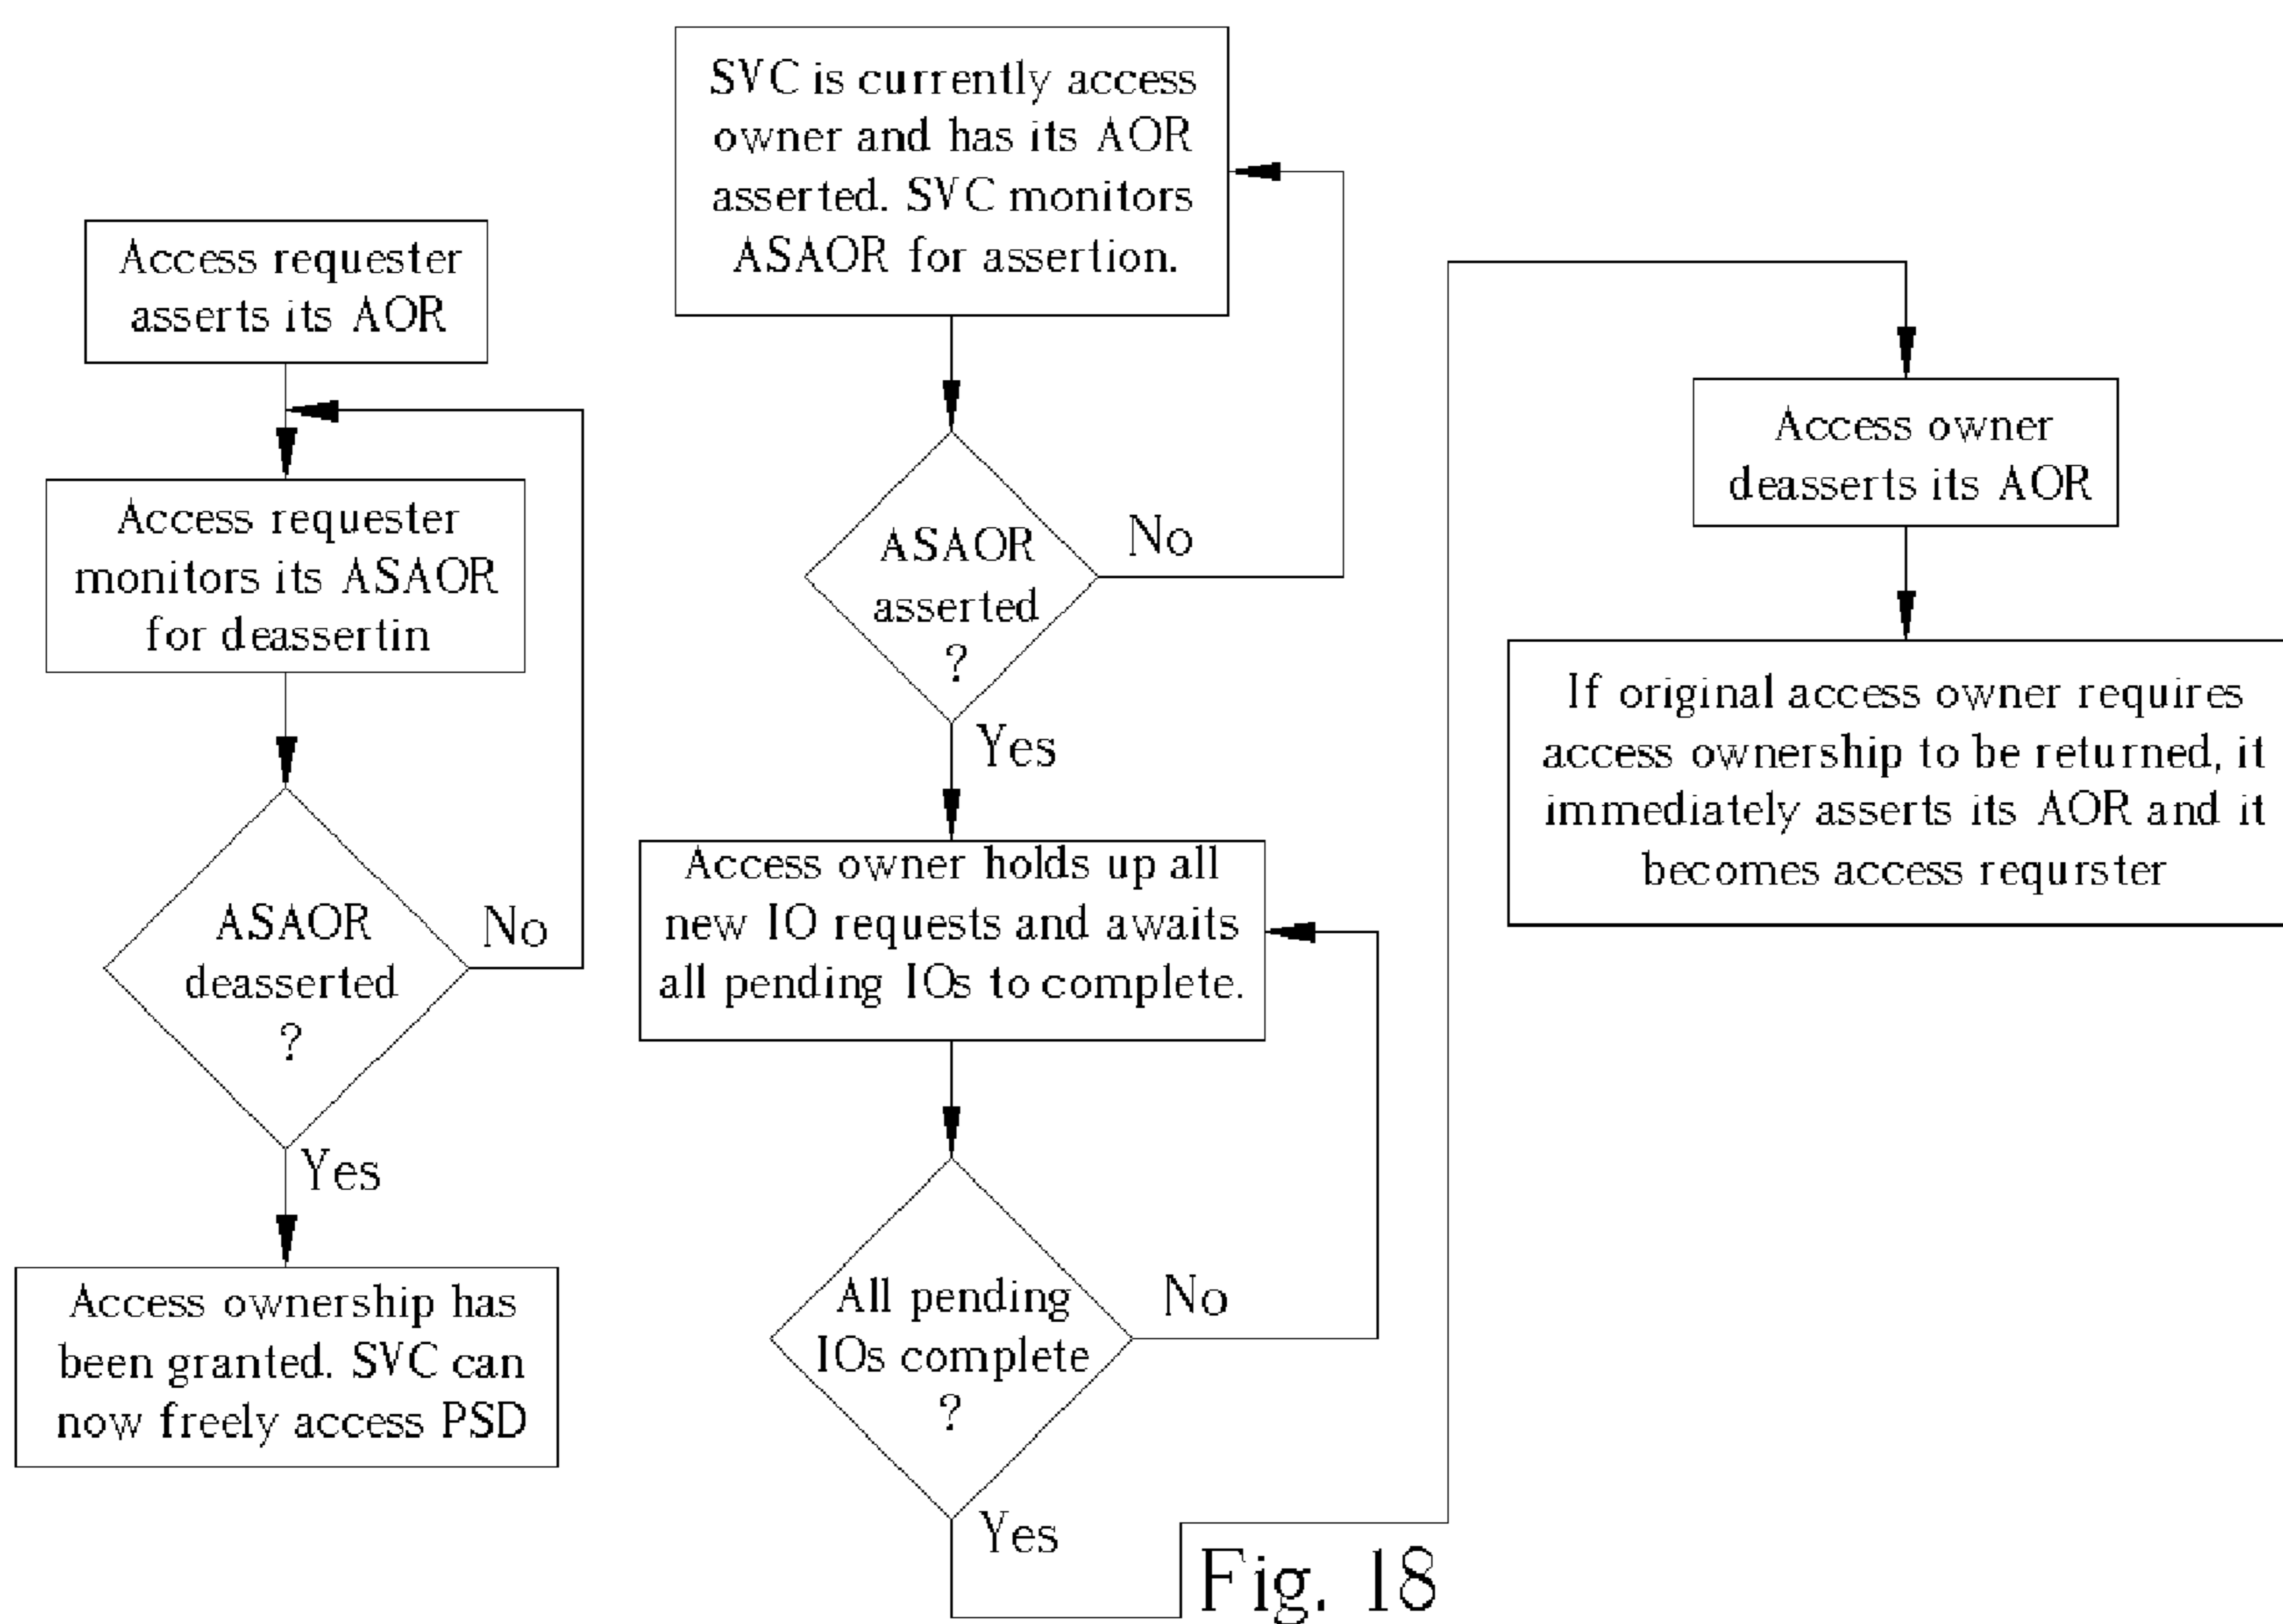 Access requester
asserts its AOR
Access requester
monitors its ASAOR
for deassertin
ASAOR
deasserted
?
No
Yes
Access ownership has
been granted. SVC can
now freely access PSD
SVC is currently access
owner and has its AOR
asserted. SVC monitors
ASAOR for assertion.
ASAOR
asserted
?
No
Yes
Access owner holds up all
new IO requests and awaits
all pending IOs to complete.
All pending
IOs complete
?
No
Yes
Access owner
deasserts its AOR
If original access owner requires
access ownership to be returned, it
immediately asserts its AOR and it
becomes access requrster
Fig. 18